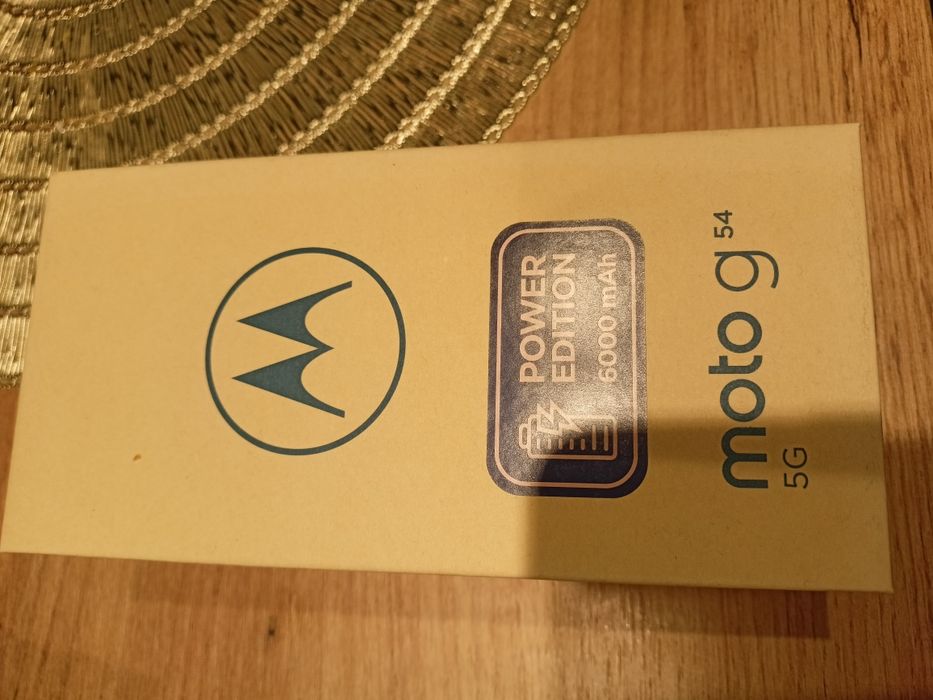 POWER
EDITION
6000 mAh
moto g 54
5G